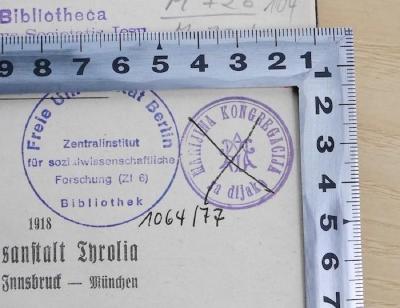 Bibliotheca
9 8 7 6 5 4 3 2 1
1 2 3 4 5 6 7
Freie Universität Berlin
Zentralinstitut
für sozialwissenschaftliche
Forschung (ZI 6)
Bibliothek
MARIJINA KONGREGACIJA
za dijake
1064/77
1918
sanstalt Tyrolia
Innsbruck — München